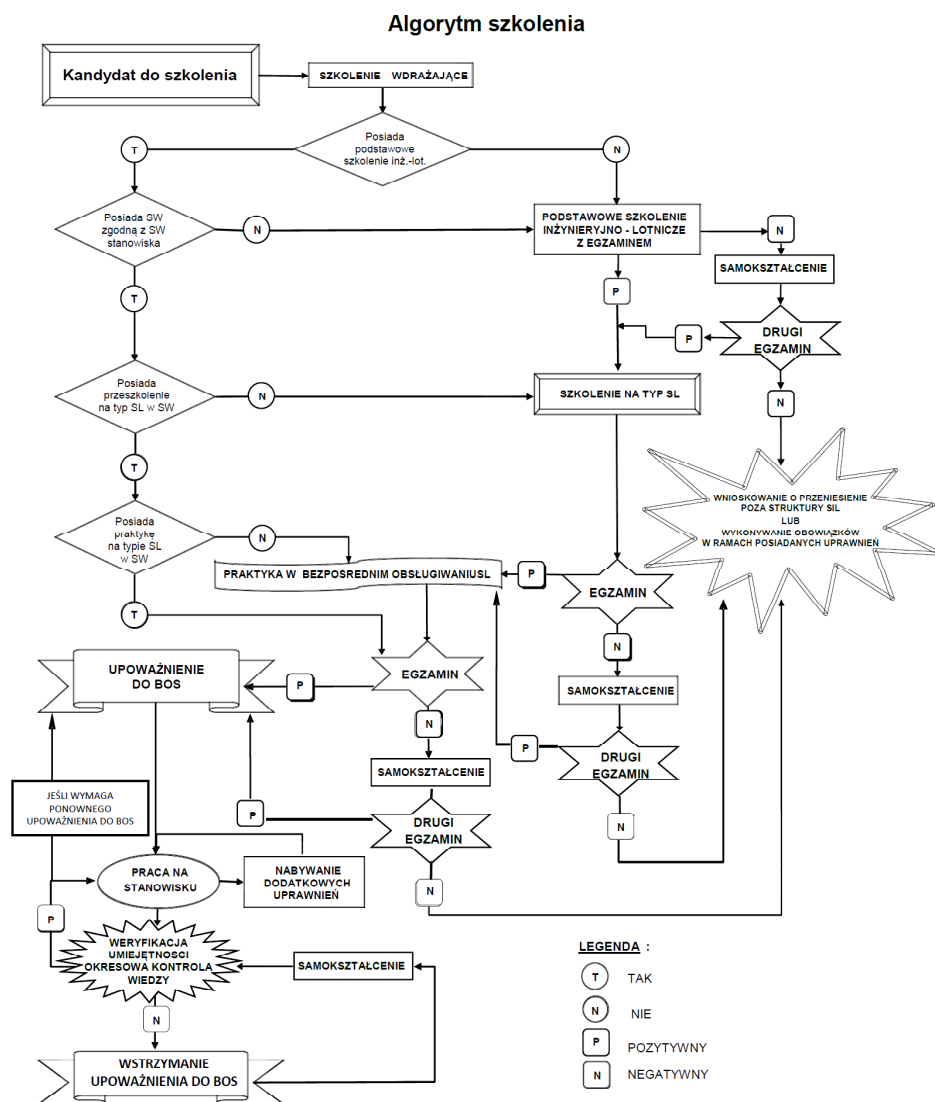 Algorytm szkolenia
Kandydat do szkolenia
SZKOLENIE WDRAŻAJĄCE
Posiada
podstawowe
szkolenie inż.-lot.
T
N
Posiada SW
zgodną z SW
stanowiska
N
PODSTAWOWE SZKOLENIE
INŻYNIERYJNO - LOTNICZE
Z EGZAMINEM
N
SAMOKSZTAŁCENIE
T
P
DRUGI
EGZAMIN
P
N
Posiada
przeszkolenie
na typ SL w SW
N
SZKOLENIE NA TYP SL
T
WNIOSKOWANIE O PRZENIESIENIE
POZA STRUKTURY SIL
LUB
WYKONYWANIE OBOWIĄZKÓW
W RAMACH POSIADANYCH UPRAWNIEŃ
Posiada
praktykę
na typie SL
w SW
N
PRAKTYKA W BEZPOSREDNIM OBSŁUGIWANIUSL
P
EGZAMIN
T
N
UPOWAŻNIENIE
DO BOS
P
EGZAMIN
SAMOKSZTAŁCENIE
N
P
DRUGI
EGZAMIN
SAMOKSZTAŁCENIE
JEŚLI WYMAGA
PONOWNEGO
UPOWAŻNIENIA DO BOS
P
DRUGI
EGZAMIN
N
PRACA NA
STANOWISKU
NABYWANIE
DODATKOWYCH
UPRAWNIEŃ
N
P
WERYFIKACJA
UMIEJĘTNOŚCI
OKRESOWA KONTROLA
WIEDZY
SAMOKSZTAŁCENIE
N
WSTRZYMANIE
UPOWAŻNIENIA DO BOS
LEGENDA :
T TAK
N NIE
P POZYTYWNY
N NEGATYWNY